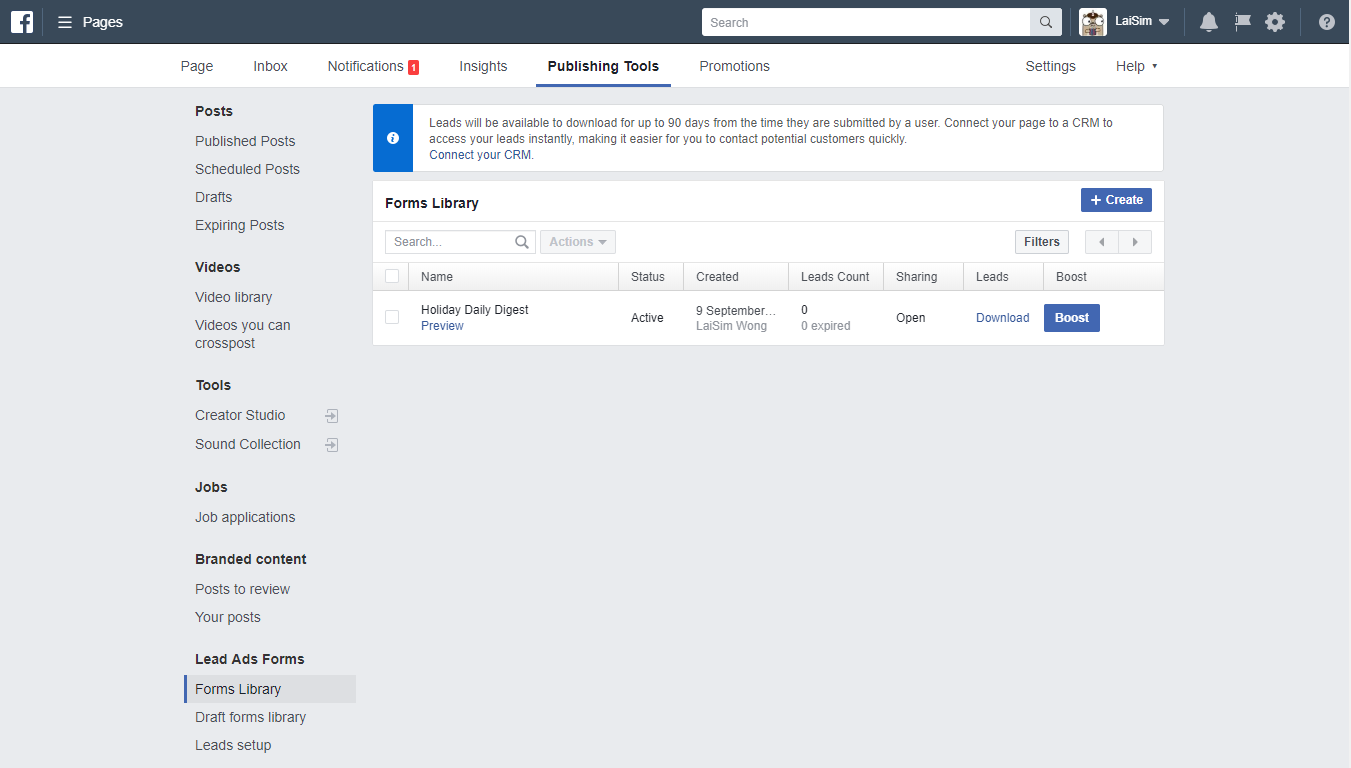 Pages
Search
LaiSim
Page
Inbox
Notifications 1
Insights
Publishing Tools
Promotions
Settings
Help
Posts
Published Posts
Scheduled Posts
Drafts
Expiring Posts
Videos
Video library
Videos you can
crosspost
Tools
Creator Studio
Sound Collection
Jobs
Job applications
Branded content
Posts to review
Your posts
Lead Ads Forms
Forms Library
Draft forms library
Leads setup
Leads will be available to download for up to 90 days from the time they are submitted by a user. Connect your page to a CRM to
access your leads instantly, making it easier for you to contact potential customers quickly.
Connect your CRM.
Forms Library
+ Create
Search...
Actions
Filters
Name
Status
Created
Leads Count
Sharing
Leads
Boost
Holiday Daily Digest
Preview
Active
9 September...
LaiSim Wong
0
0 expired
Open
Download
Boost